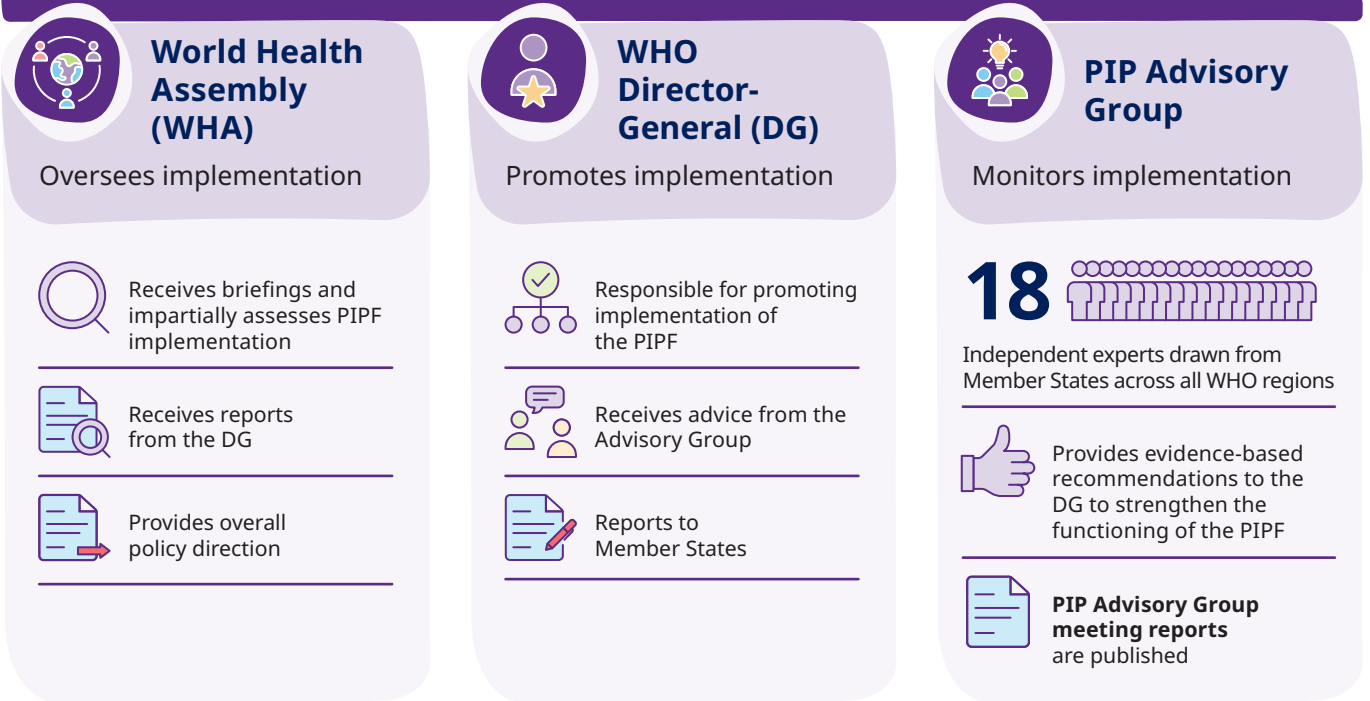 World Health
Assembly
(WHA)
Oversees implementation
Receives briefings and
impartially assesses PIPF
implementation
Receives reports
from the DG
Provides overall
policy direction
WHO
Director-
General (DG)
Promotes implementation
Responsible for promoting
implementation of
the PIPF
Receives advice from the
Advisory Group
Reports to
Member States
PIP Advisory
Group
Monitors implementation
18
Independent experts drawn from
Member States across all WHO regions
Provides evidence-based
recommendations to the
DG to strengthen the
functioning of the PIPF
PIP Advisory Group
meeting reports
are published